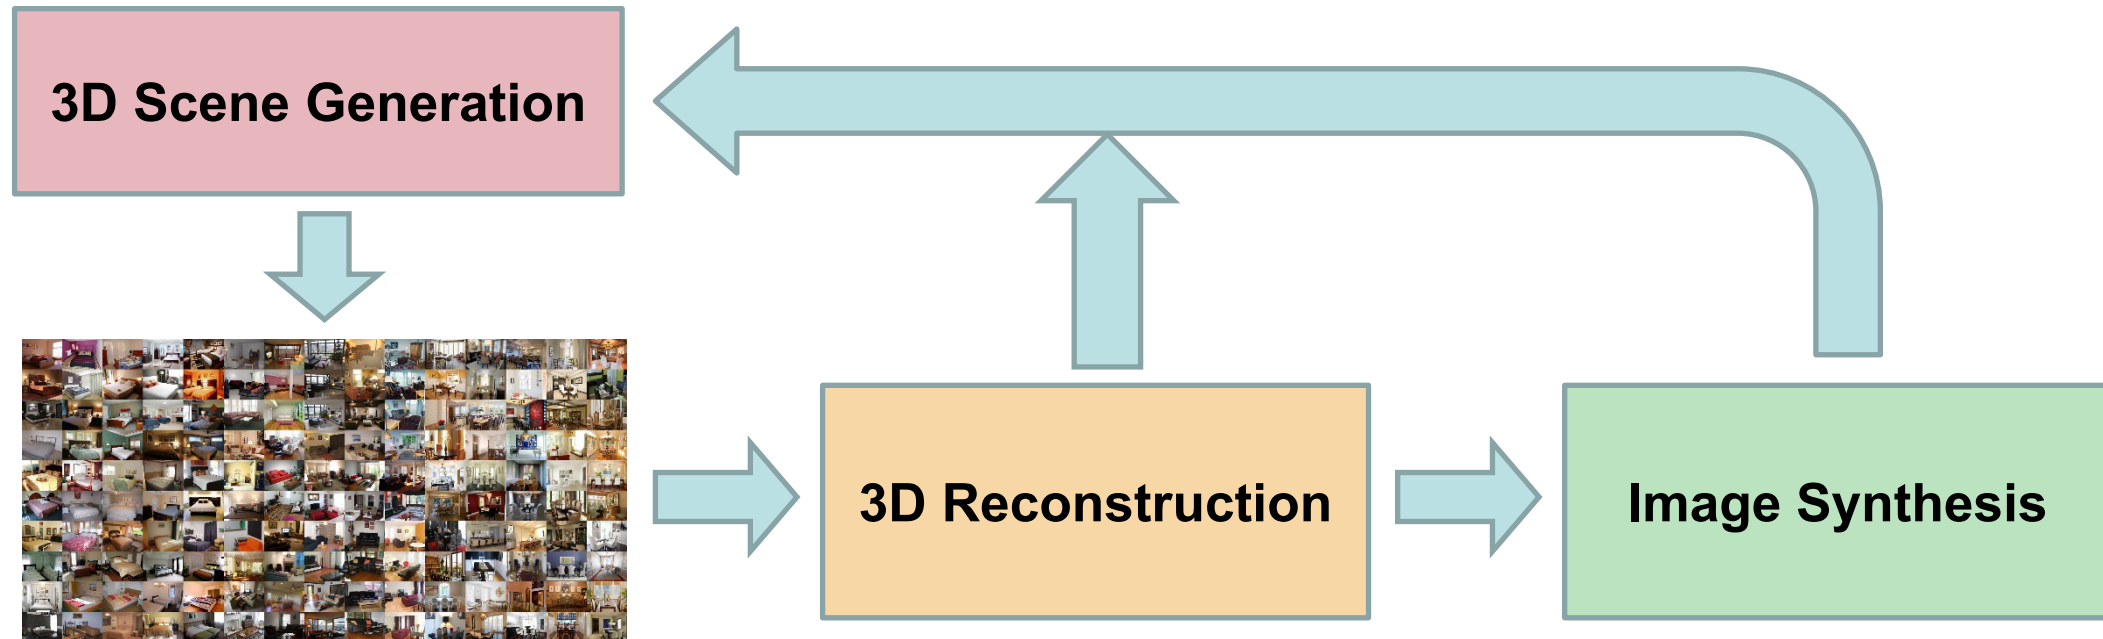 3D Scene Generation
3D Reconstruction
Image Synthesis